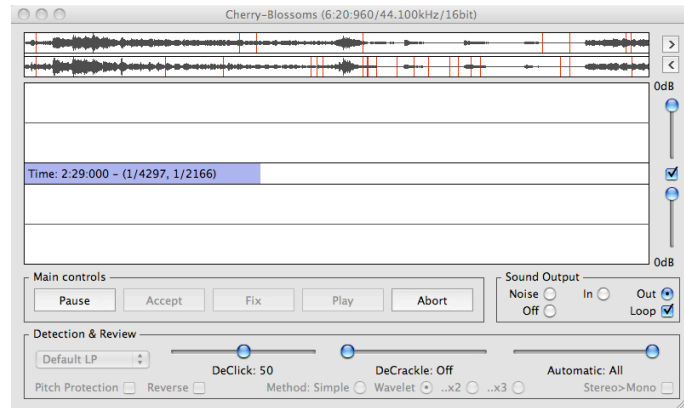 Cherry-Blossoms (6:20:960/44.100kHz/16bit)
>
<
0dB
Time: 2:29:000 - (1/4297, 1/2166)
0dB
Main controls
Pause Accept Fix Play Abort
Sound Output
Noise In Out
Off Loop
Detection & Review
Default LP
DeClick: 50 DeCrackle: Off Automatic: All
Pitch Protection Reverse Method: Simple Wavelet ..x2 ..x3 Stereo>Mono